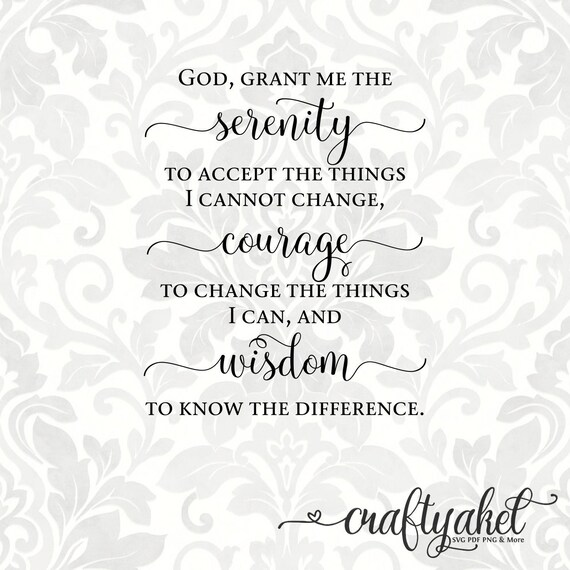 GOD, GRANT ME THE
serenity
TO ACCEPT THE THINGS
I CANNOT CHANGE,
courage
TO CHANGE THE THINGS
I CAN, AND
wisdom
TO KNOW THE DIFFERENCE.
craftyaket
SVG PDF PNG & More